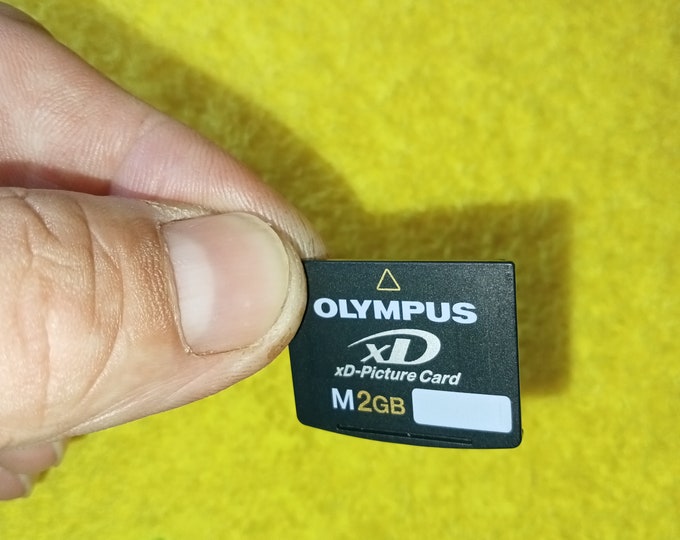 OLYMPUS
xD
xD-Picture Card
M 2GB